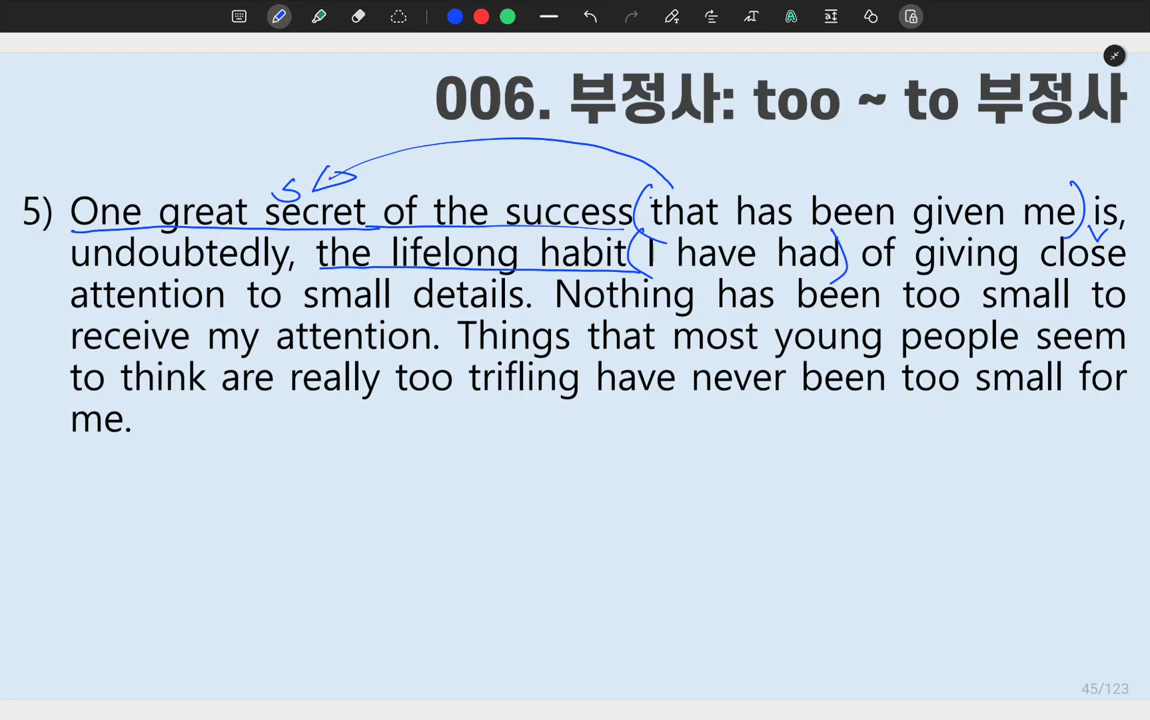 006. 부정사: too ~ to 부정사
S
5) One great secret of the success that has been given me is,
V
undoubtedly, the lifelong habit I have had of giving close
attention to small details. Nothing has been too small to
receive my attention. Things that most young people seem
to think are really too trifling have never been too small for
me.
45/123